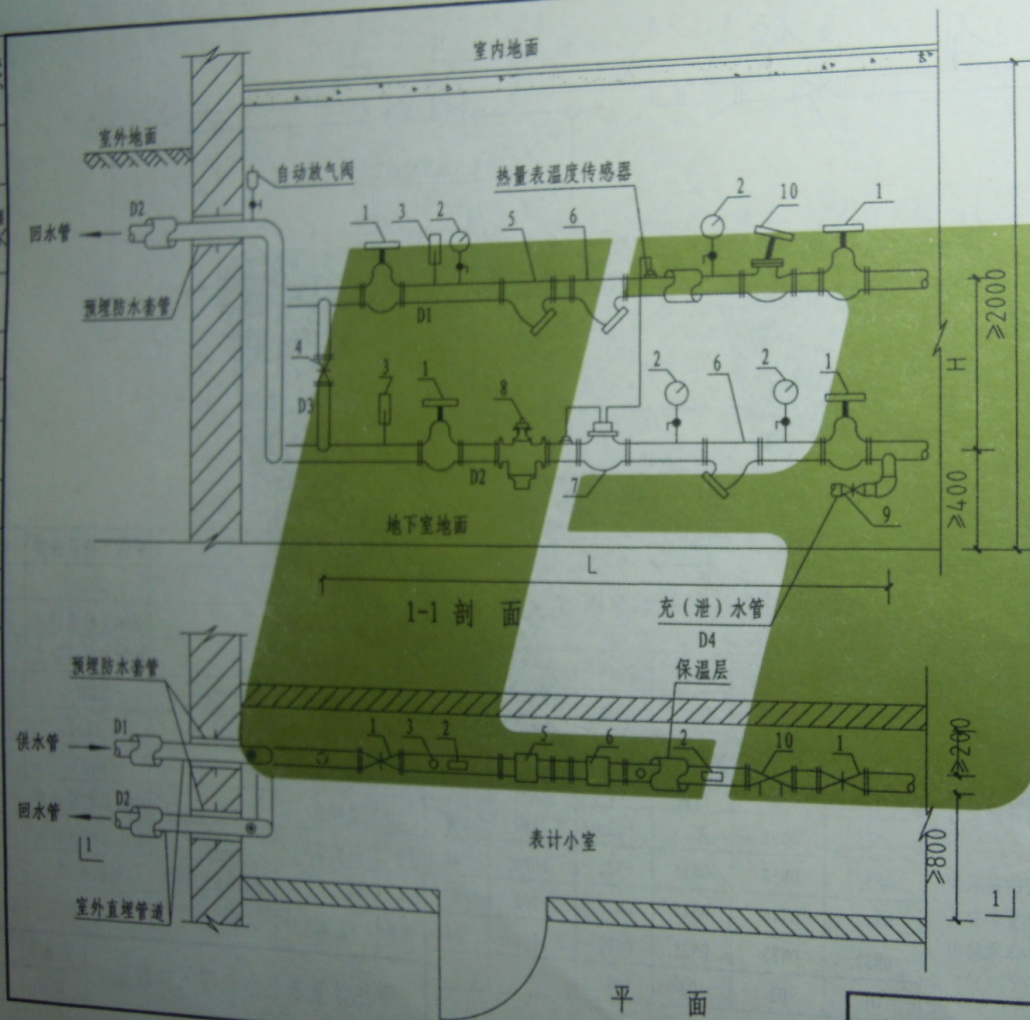 室内地面
室外地面
自动放气阀
热量表温度传感器
2
10
1
D2
1
3
2
5
6
回水管
预埋防水套管
D1
≥2000
4
3
1
8
2
6
2
1
H
D3
D2
7
9
≥400
地下室地面
L
1-1 剖 面
充(泄)水管
D4
预埋防水套管
保温层
D1
供水管
1
3
2
5
6
2
10
1
≥200
D2
回水管
1
表计小室
≥800
室外直埋管道
1
平 面